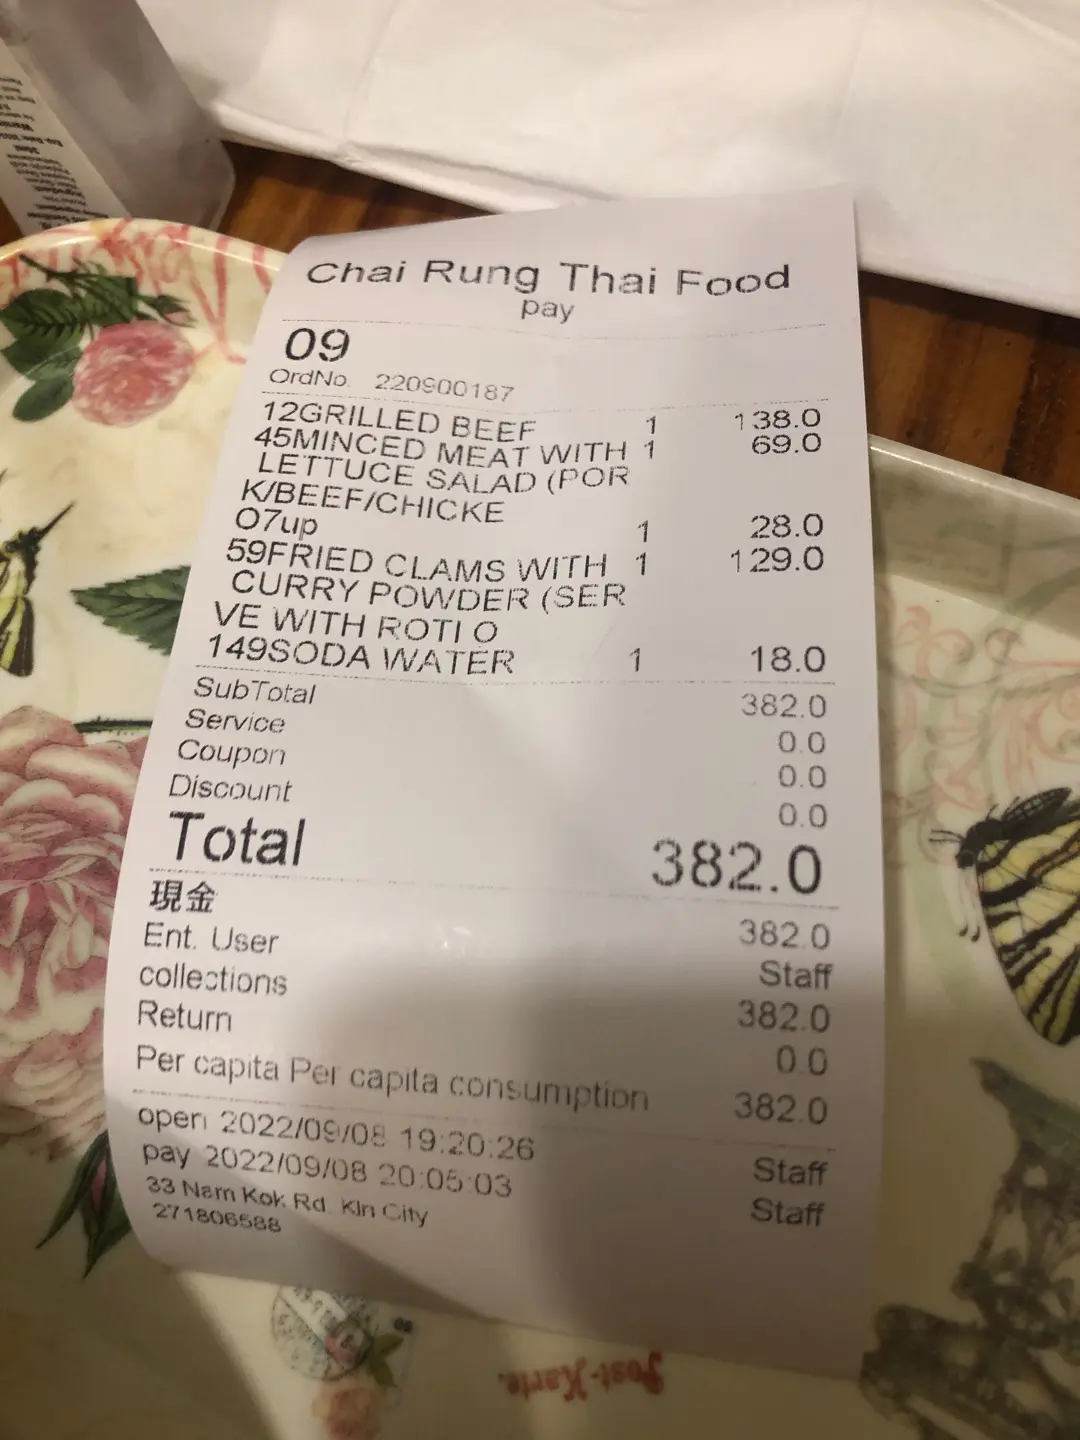 Chai Rung Thai Food
pay
09
OrdNo. 220900187
12GRILLED BEEF 1 138.0
45MINCED MEAT WITH 1 69.0
LETTUCE SALAD (POR
K/BEEF/CHICKE
O7up 1 28.0
59FRIED CLAMS WITH 1 129.0
CURRY POWDER (SER
VE WITH ROTI O
149SODA WATER 1 18.0
SubTotal 382.0
Service 0.0
Coupon 0.0
Discount 0.0
Total 382.0
現金 382.0
Ent. User Staff
collections 382.0
Return 0.0
Per capita Per capita consumption 382.0
open 2022/09/08 19:20:26 Staff
pay 2022/09/08 20:05:03 Staff
33 Nam Kok Rd. Kln City
271806588
Post-Karte.